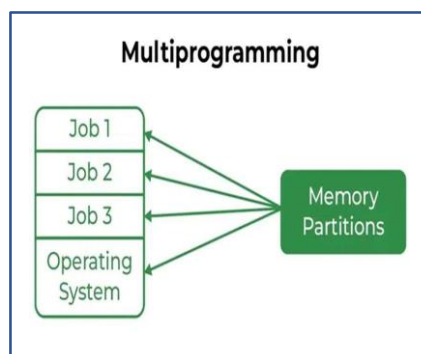 Multiprogramming
Job 1
Job 2
Job 3
Operating
System
Memory
Partitions